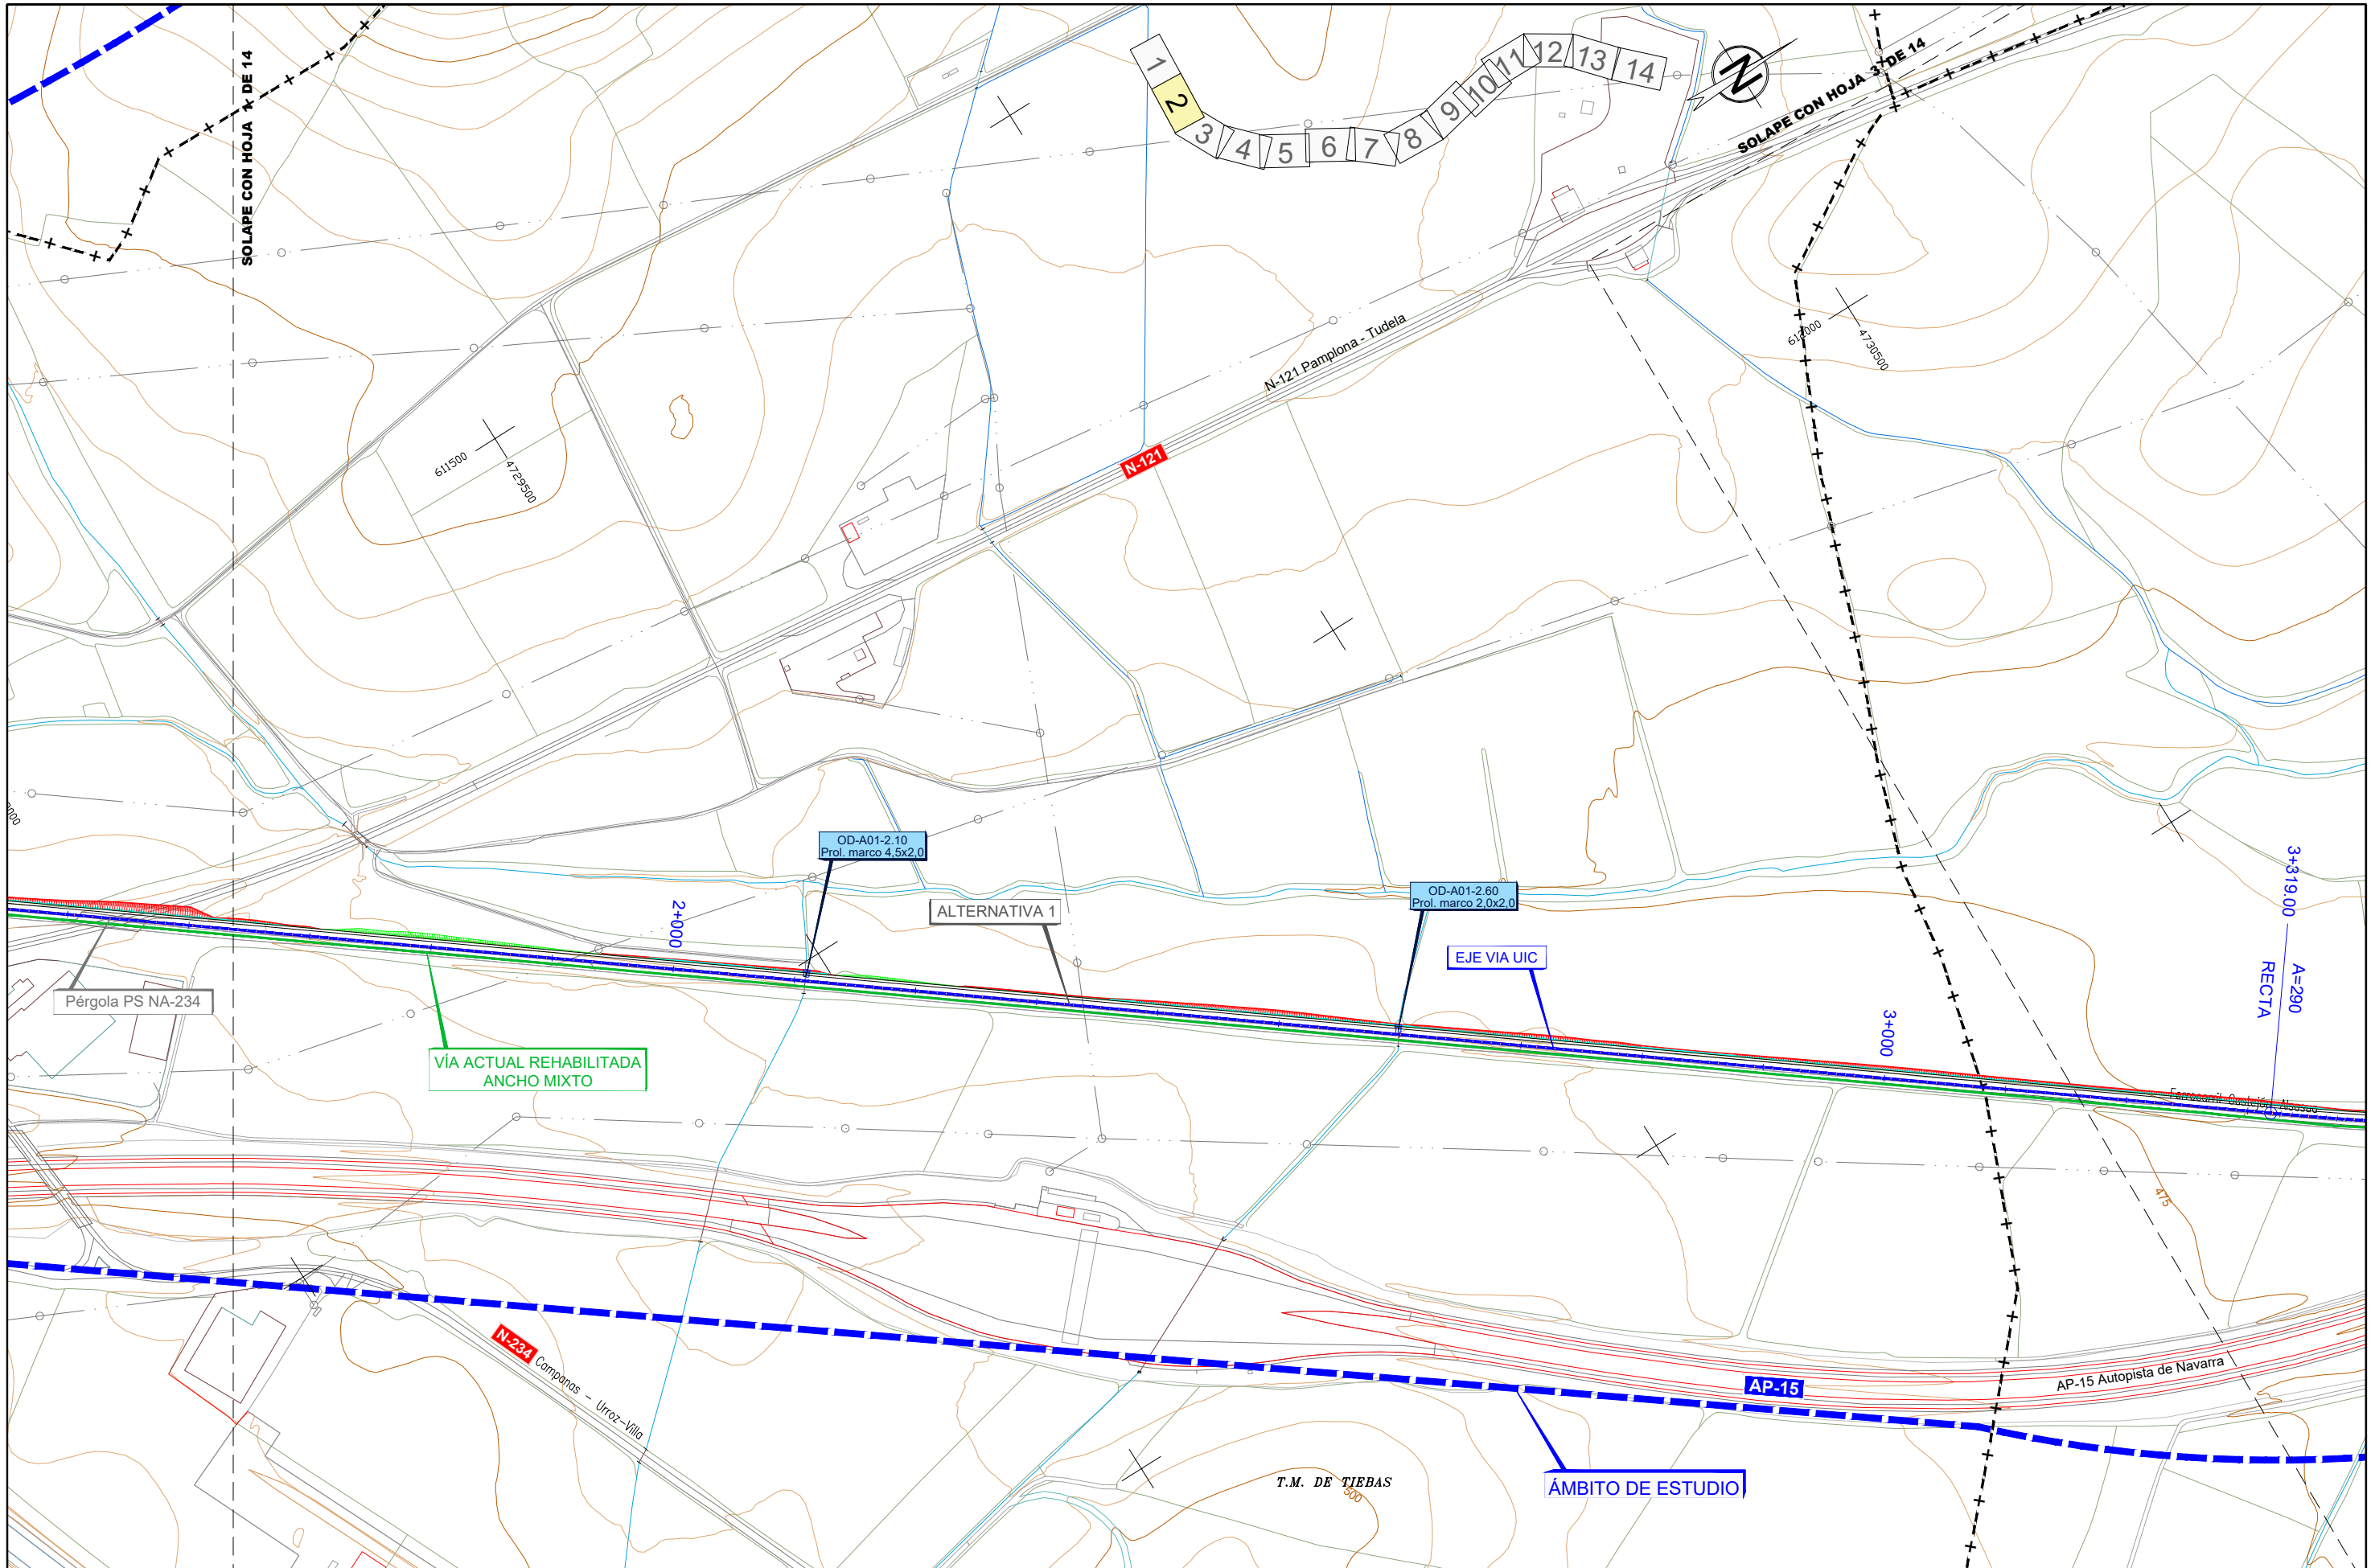 SOLAPE CON HOJA 1 DE 14
1
2
3
4
5
6
7
8
9
10
11
12
13
14
N
SOLAPE CON HOJA 3 DE 14
N-121 Pamplona - Tudela
612000
4730500
611500
4729500
N-121
OD-A01-2.10
Prol. marco 4,5x2,0
OD-A01-2.60
Prol. marco 2,0x2,0
2+000
ALTERNATIVA 1
EJE VIA UIC
3+319.00
A=290
RECTA
Pérgola PS NA-234
3+000
VÍA ACTUAL REHABILITADA
ANCHO MIXTO
Ferrocarril Castejón Alsasua
475
N-234
Campanas - Urroz-Villa
AP-15
AP-15 Autopista de Navarra
T.M. DE TIEBAS
500
ÁMBITO DE ESTUDIO